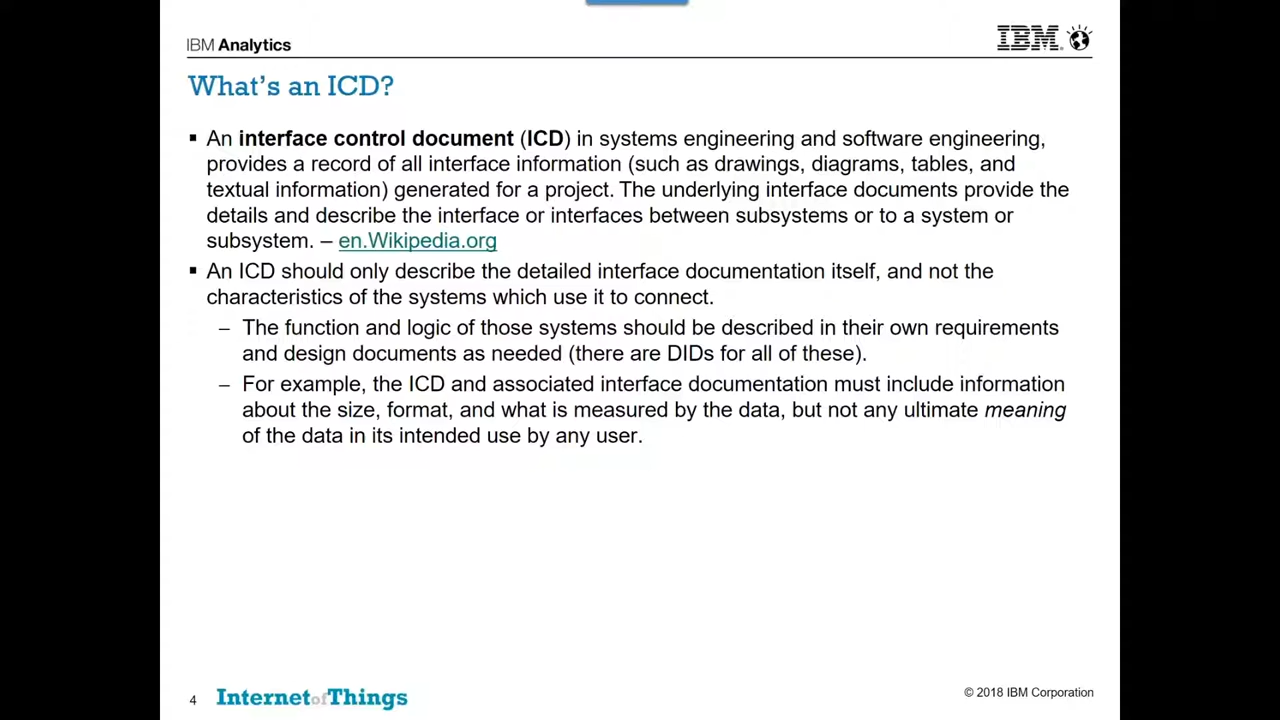 IBM Analytics
IBM
What's an ICD?
▪ An interface control document (ICD) in systems engineering and software engineering,
provides a record of all interface information (such as drawings, diagrams, tables, and
textual information) generated for a project. The underlying interface documents provide the
details and describe the interface or interfaces between subsystems or to a system or
subsystem. – en.Wikipedia.org
▪ An ICD should only describe the detailed interface documentation itself, and not the
characteristics of the systems which use it to connect.
– The function and logic of those systems should be described in their own requirements
and design documents as needed (there are DIDs for all of these).
– For example, the ICD and associated interface documentation must include information
about the size, format, and what is measured by the data, but not any ultimate meaning
of the data in its intended use by any user.
4 Internet of Things
© 2018 IBM Corporation